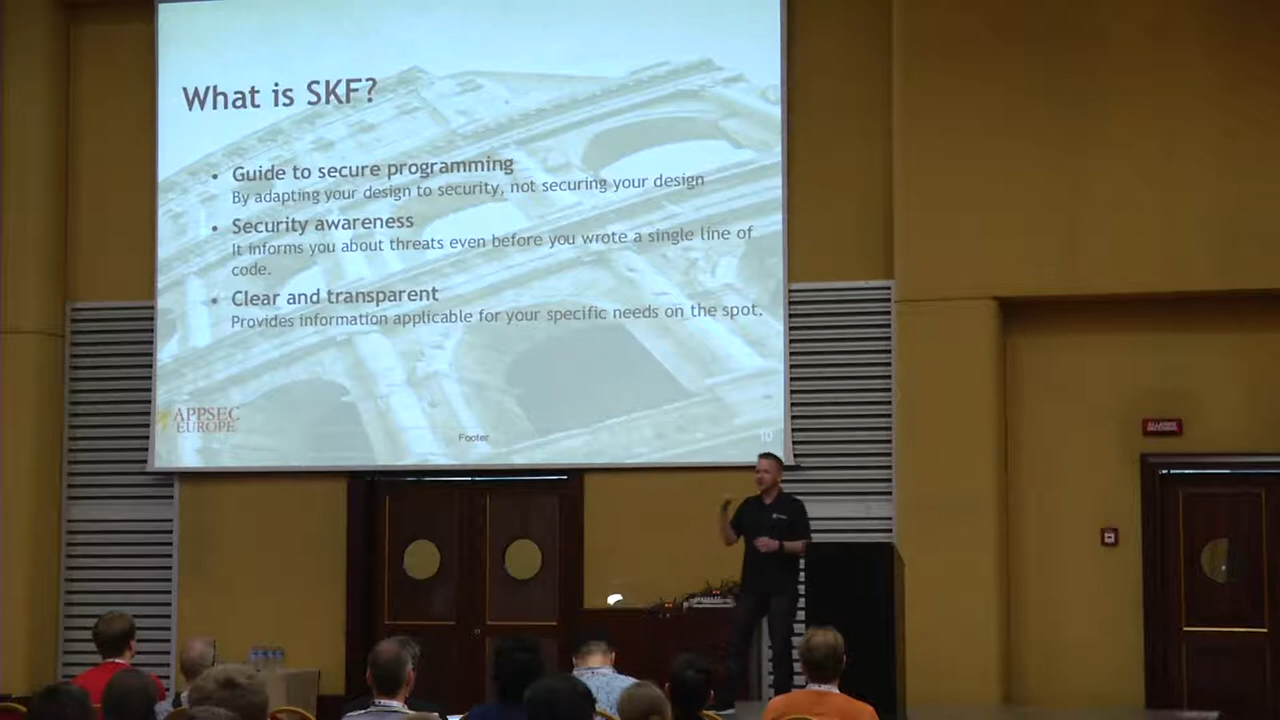 What is SKF?
• Guide to secure programming
By adapting your design to security, not securing your design
• Security awareness
It informs you about threats even before you wrote a single line of
code.
• Clear and transparent
Provides information applicable for your specific needs on the spot.
APPSEC
EUROPE
Footer
10